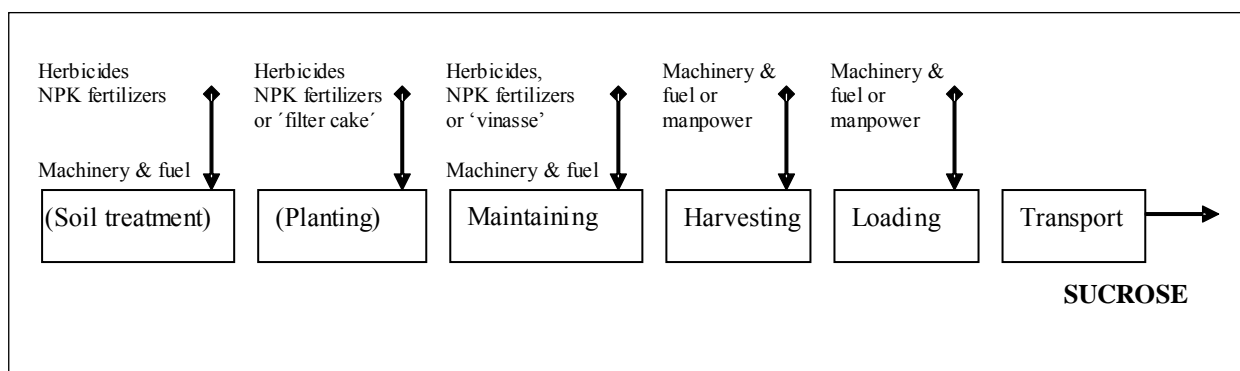 Herbicides
NPK fertilizers
Machinery & fuel
Herbicides
NPK fertilizers
or ´filter cake´
Herbicides,
NPK fertilizers
or ‘vinasse’
Machinery & fuel
Machinery &
fuel or
manpower
Machinery &
fuel or
manpower
(Soil treatment)
(Planting)
Maintaining
Harvesting
Loading
Transport
SUCROSE